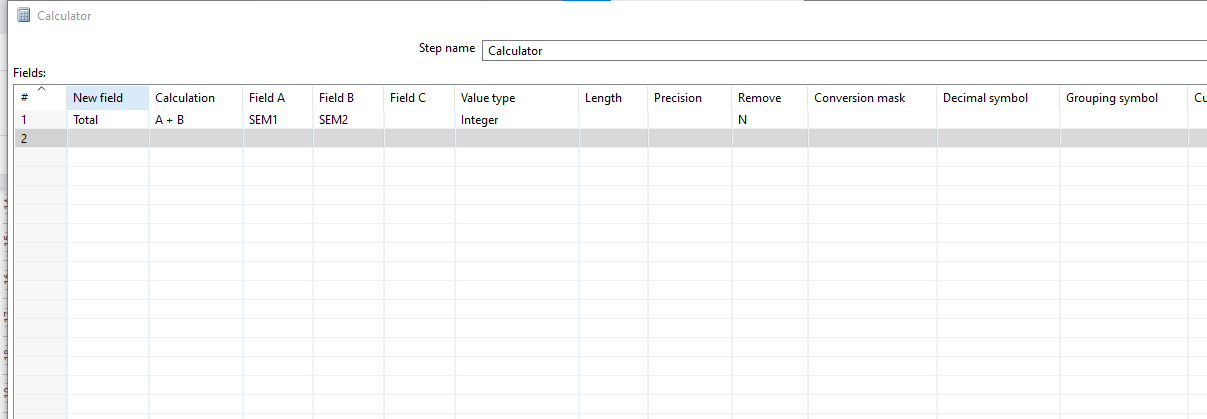 Calculator
Step name Calculator
Fields:
# New field Calculation Field A Field B Field C Value type Length Precision Remove Conversion mask Decimal symbol Grouping symbol Cu
1 Total A + B SEM1 SEM2 Integer N
2